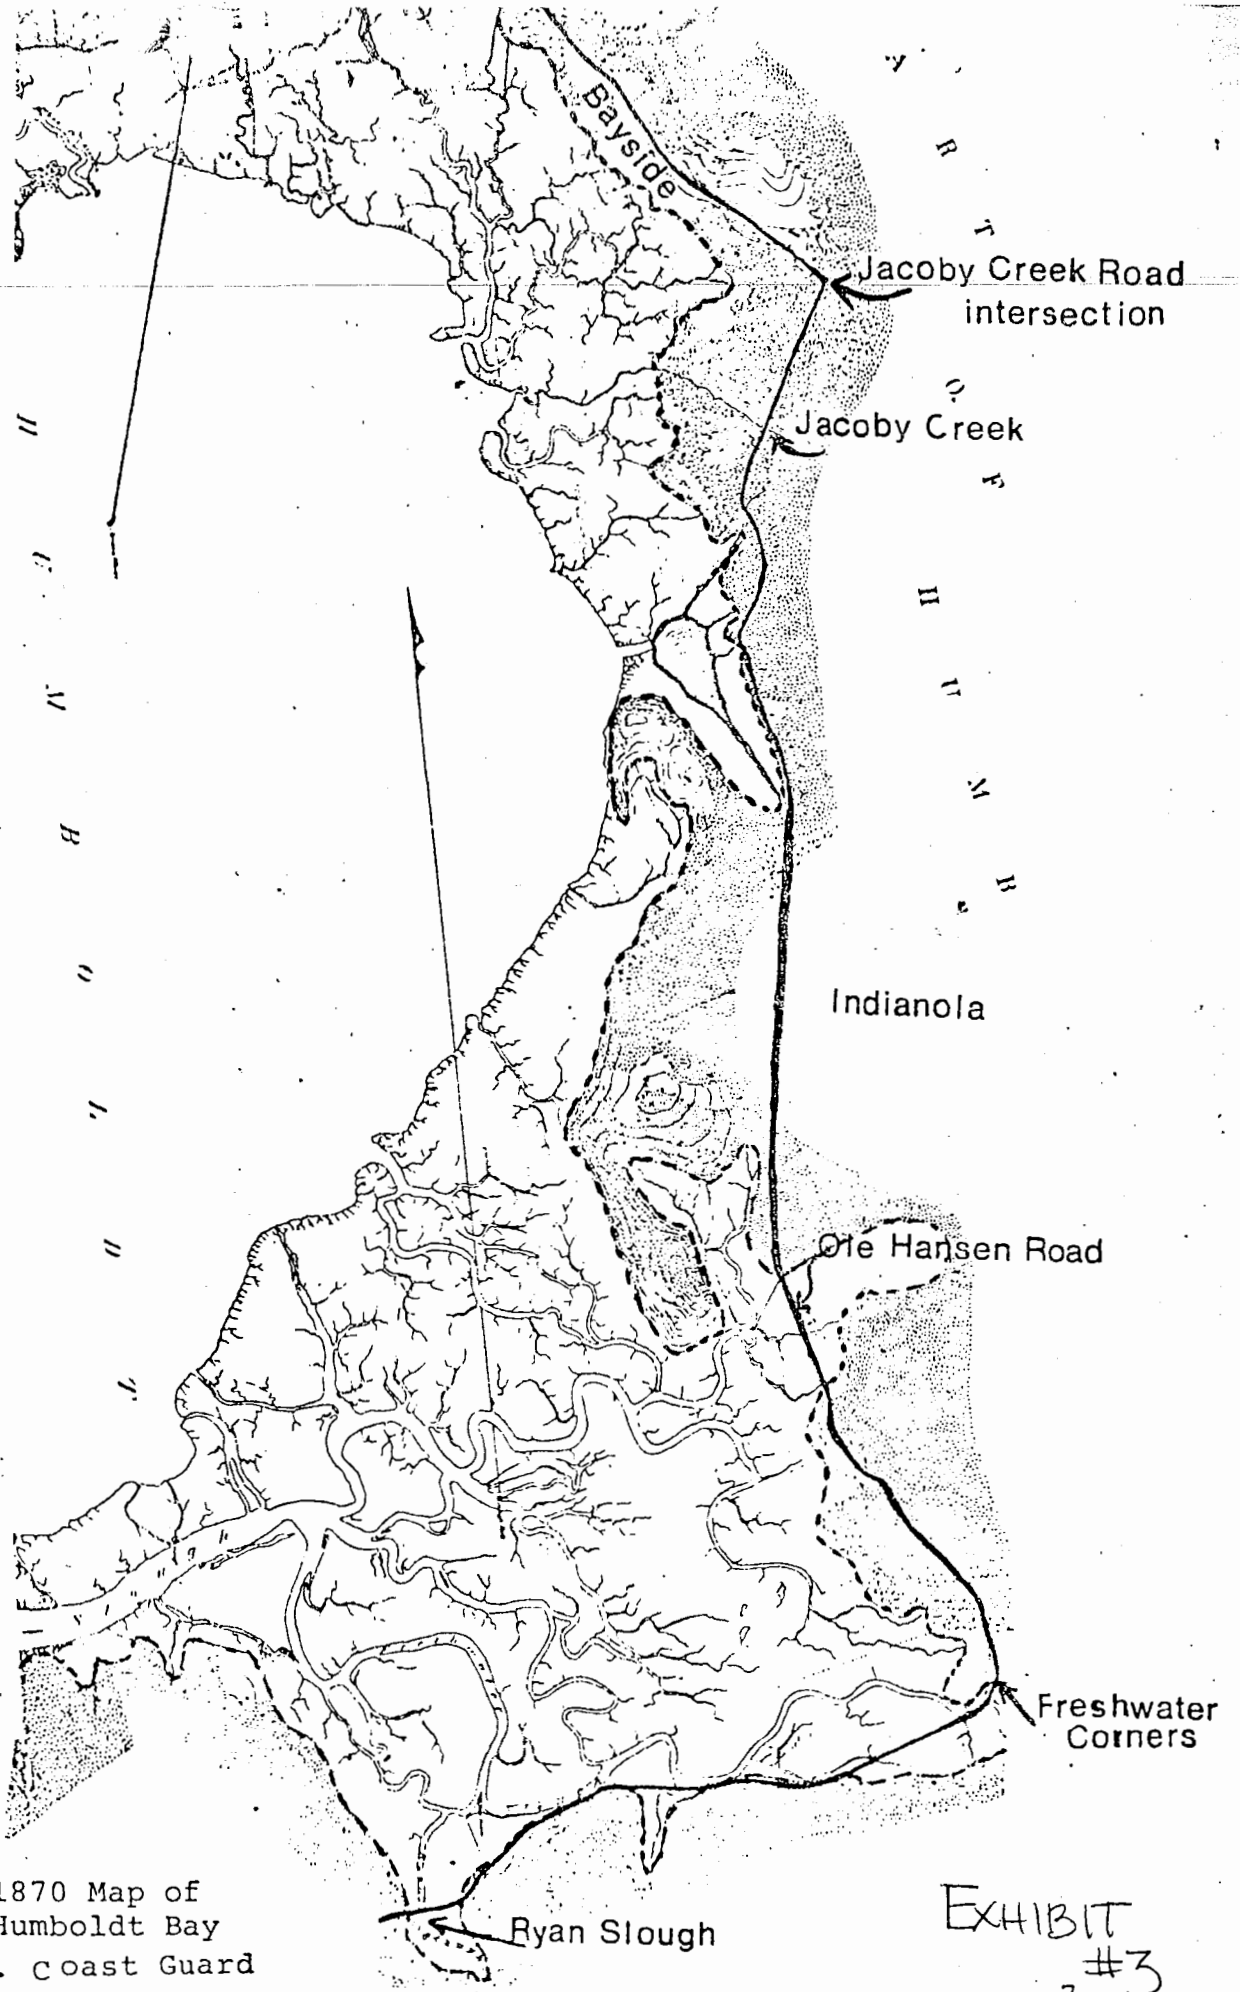 Bayside
Jacoby Creek Road
intersection
Jacoby Creek
Indianola
Ole Hansen Road
Freshwater
Corners
Ryan Slough
1870 Map of
Humboldt Bay
. Coast Guard
EXHIBIT
#3
R T O. F
H U M B
H U M B O L D T